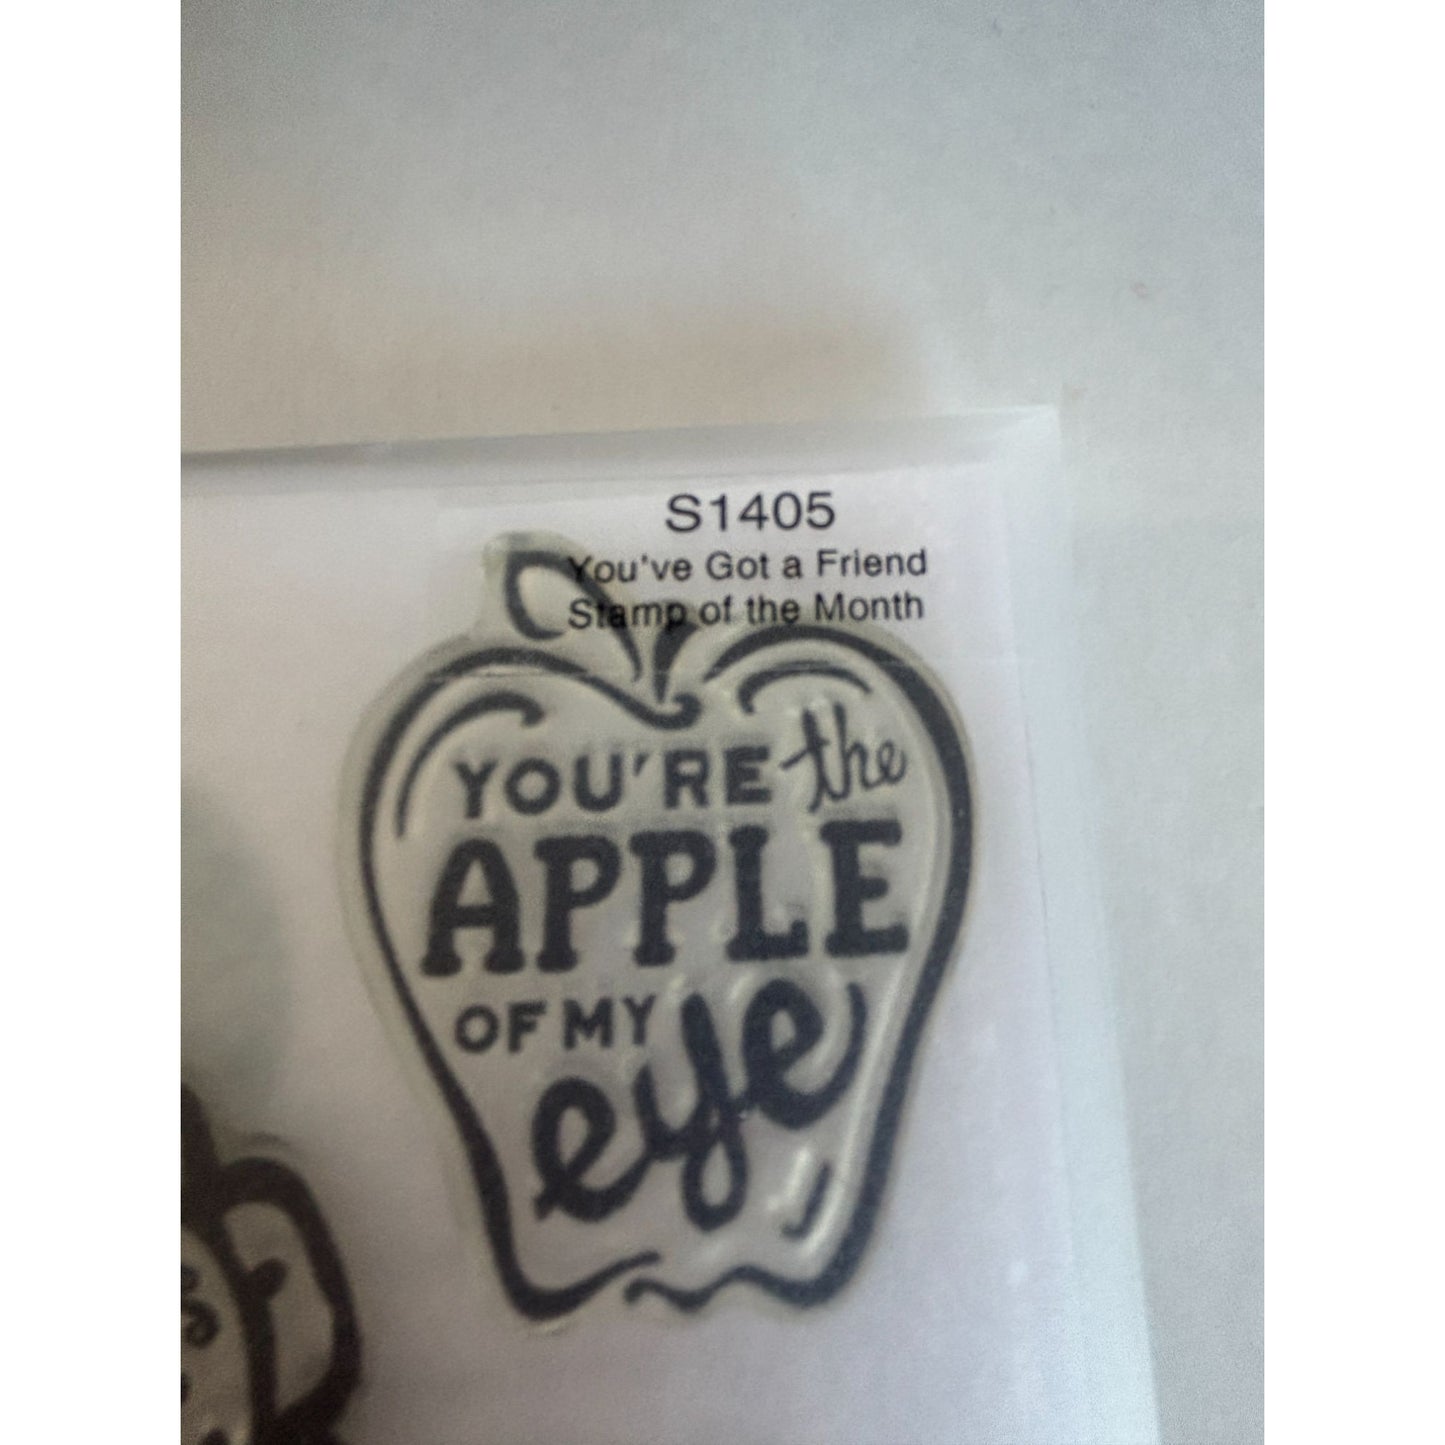 S1405
You've Got a Friend
Stamp of the Month
YOU'RE the
APPLE
OF MY
eye